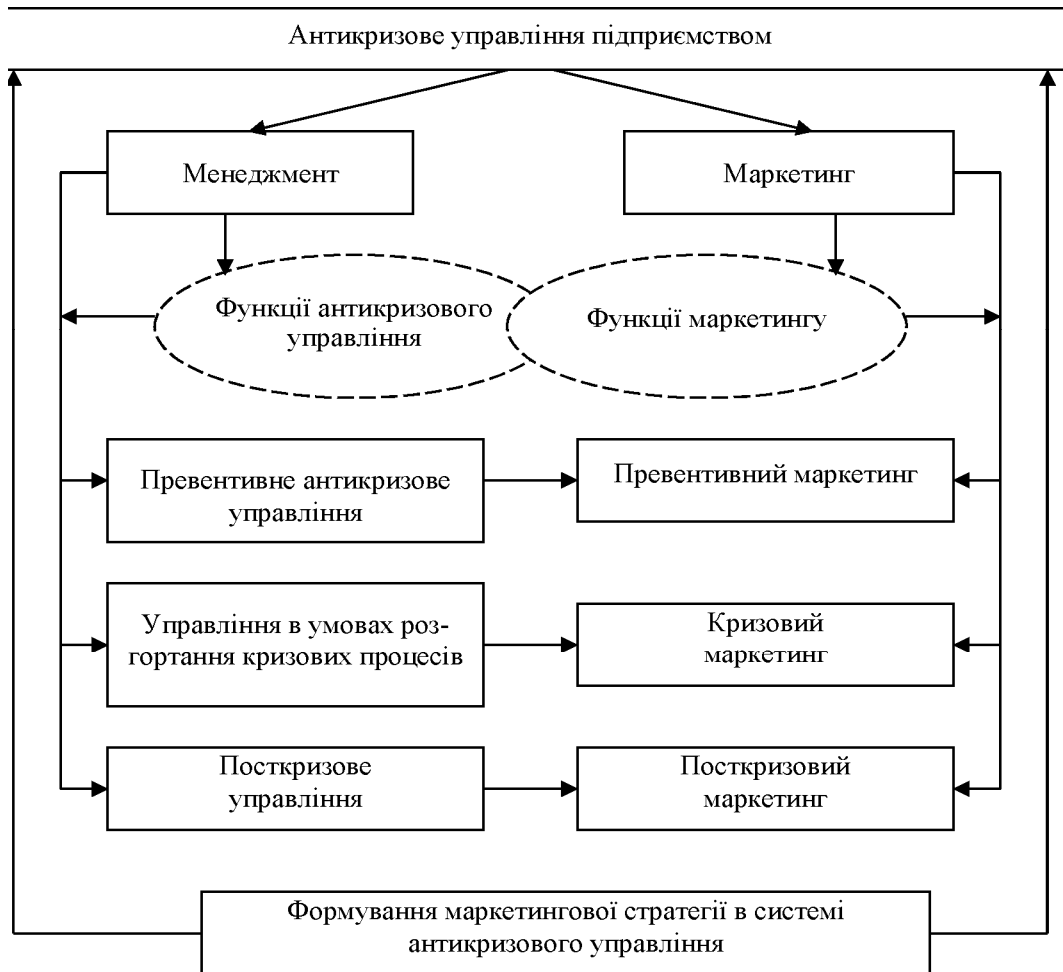 Антикризове управління підприємством
Менеджмент
Маркетинг
Функції антикризового
управління
Функції маркетингу
Превентивне антикризове
управління
Превентивний маркетинг
Управління в умовах роз-
гортання кризових процесів
Кризовий
маркетинг
Посткризове
управління
Посткризовий
маркетинг
Формування маркетингової стратегії в системі
антикризового управління